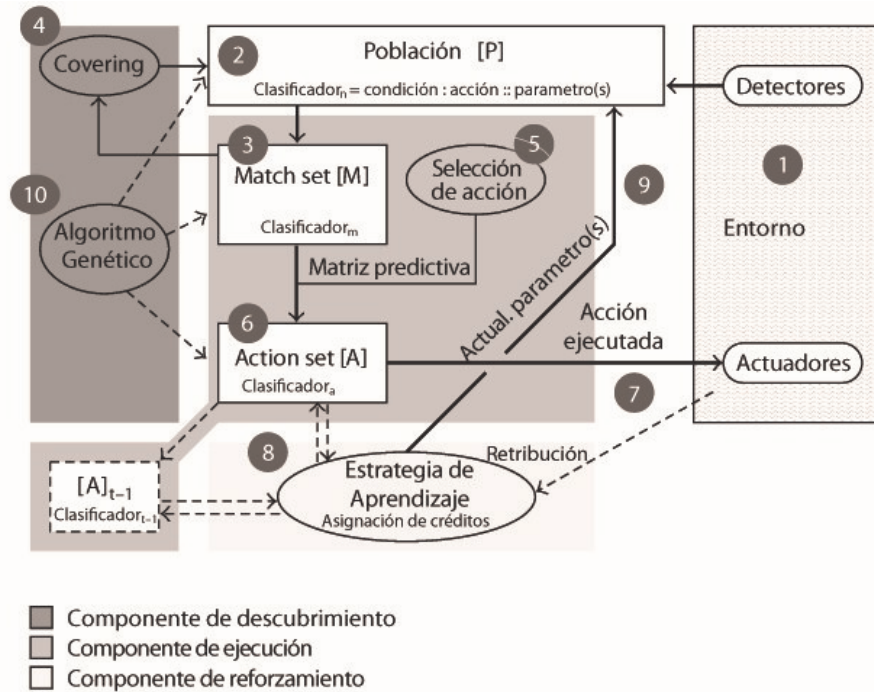 4
Covering
2
Población [P]
Clasificadorₙ = condición : acción :: parametro(s)
Detectores
1
Entorno
3
Match set [M]
Clasificadorₘ
5
Selección
de acción
9
10
Algoritmo
Genético
Matriz predictiva
Actual. parametro(s)
6
Action set [A]
Clasificadorₐ
Acción
ejecutada
Actuadores
7
8
Retribución
Estrategia de
Aprendizaje
Asignación de créditos
[A]ₜ₋₁
Clasificadorₜ₋₁
Componente de descubrimiento
Componente de ejecución
Componente de reforzamiento